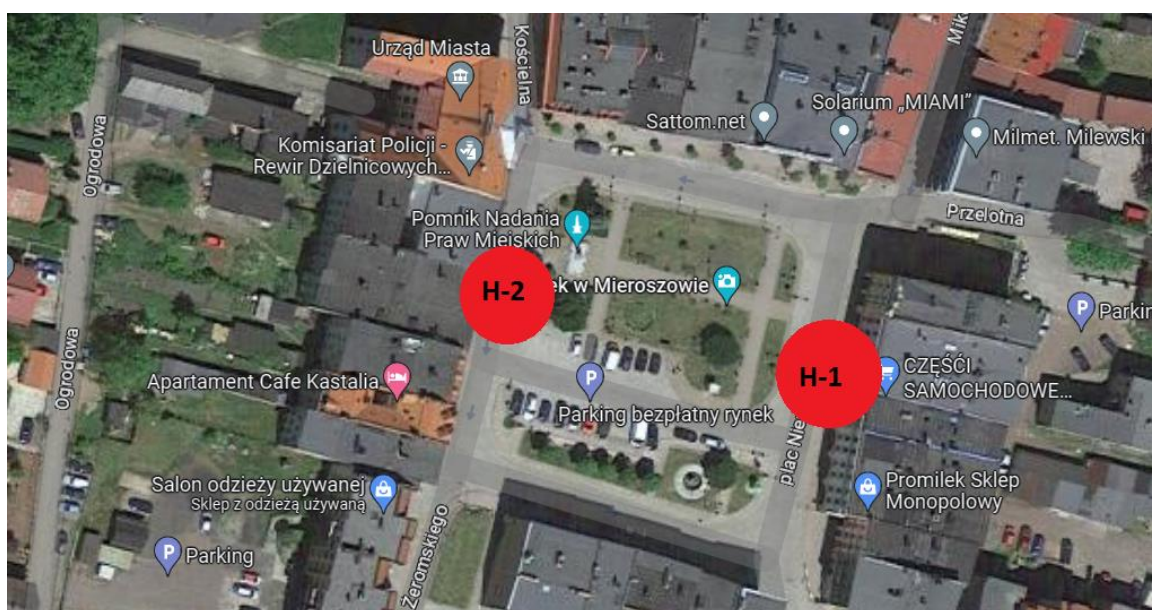 Urząd Miasta
Kościelna
Komisariat Policji -
Rewir Dzielnicowych...
Ogrodowa
Pomnik Nadania
Praw Miejskich
Sattom.net
Solarium „MIAMI”
Milmet. Milewski
Przelotna
H-2
ek w Mieroszowie
H-1
CZĘŚCI
SAMOCHODOWE...
P
Ogrodowa
Apartament Cafe Kastalia
P
Parking bezpłatny rynek
plac Nie
Salon odzieży używanej
Sklep z odzieżą używaną
Promilek Sklep
Monopolowy
P Parking
Żeromskiego